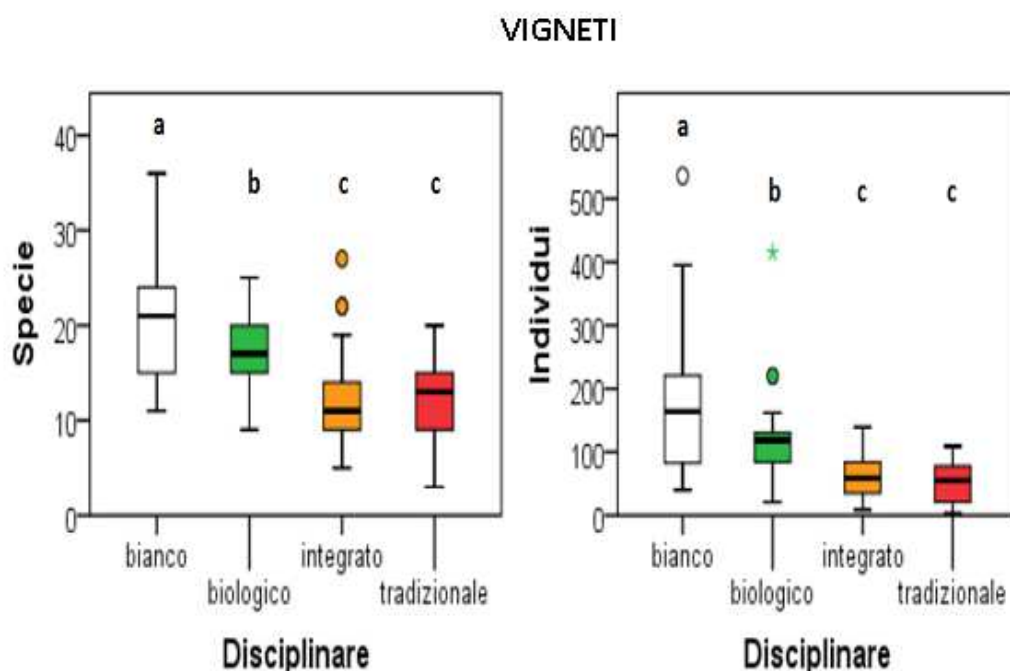 VIGNETI
a
b
c
c
40
30
20
10
0
Specie
bianco
biologico
integrato
tradizionale
Disciplinare
a
b
c
c
600
500
400
300
200
100
0
Individui
bianco
biologico
integrato
tradizionale
Disciplinare